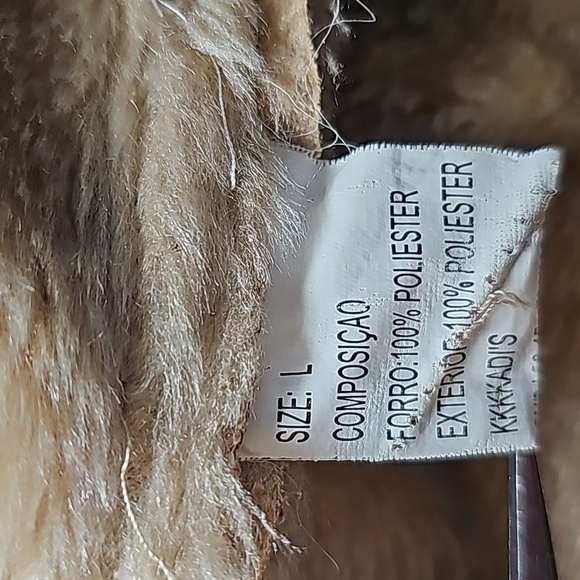 SIZE: L
COMPOSIÇAO
FORRO:100% POLIESTER
EXTERIOR:100% POLIESTER